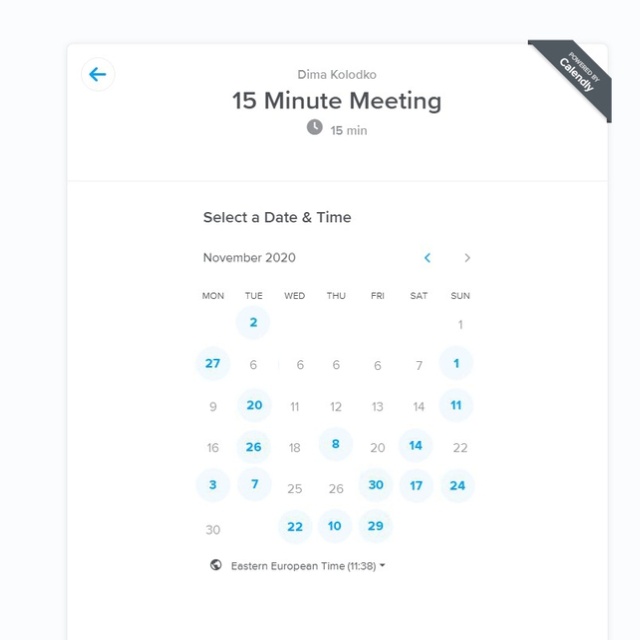 Dima Kolodko
POWERED BY
Calendly
15 Minute Meeting
15 min
Select a Date & Time
November 2020
MON TUE WED THU FRI SAT SUN
2 1
27 6 6 6 6 7 1
9 20 11 12 13 14 11
16 26 18 8 20 14 22
3 7 25 26 30 17 24
30 22 10 29
Eastern European Time (11:38)